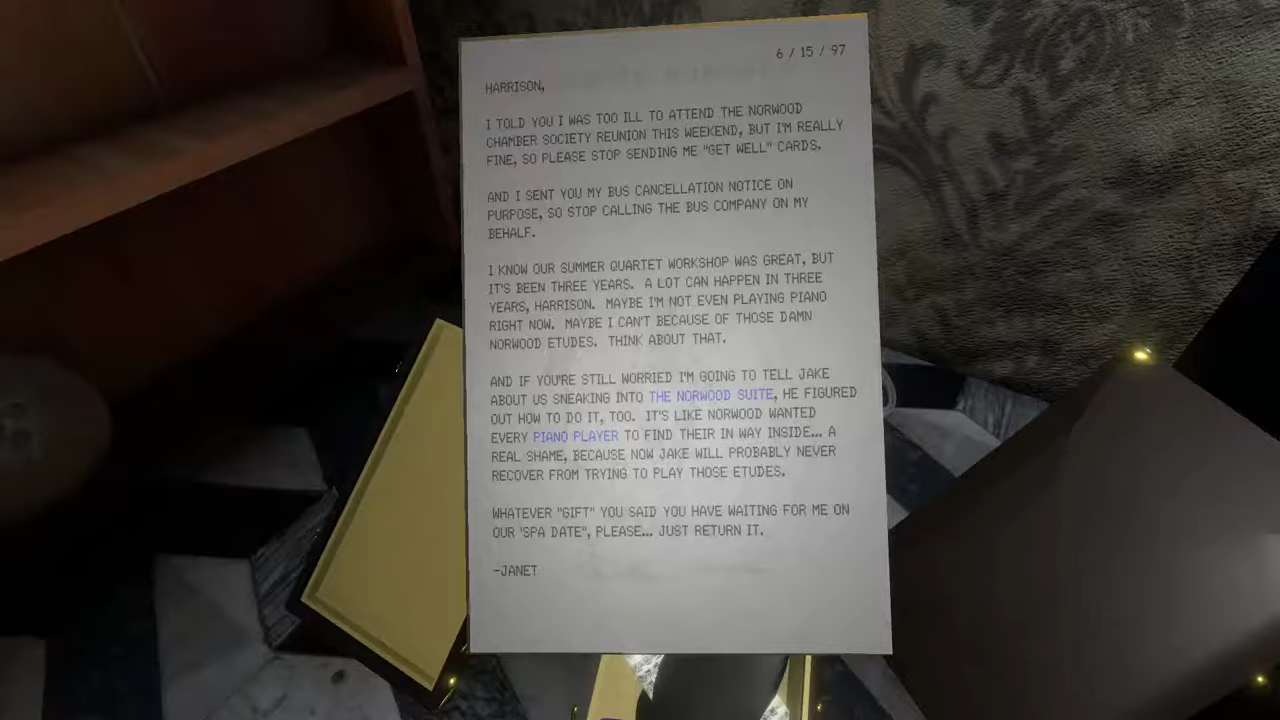 6 / 15 / 97
HARRISON,
I TOLD YOU I WAS TOO ILL TO ATTEND THE NORWOOD
CHAMBER SOCIETY REUNION THIS WEEKEND, BUT I'M REALLY
FINE, SO PLEASE STOP SENDING ME "GET WELL" CARDS.
AND I SENT YOU MY BUS CANCELLATION NOTICE ON
PURPOSE, SO STOP CALLING THE BUS COMPANY ON MY
BEHALF.
I KNOW OUR SUMMER QUARTET WORKSHOP WAS GREAT, BUT
IT'S BEEN THREE YEARS. A LOT CAN HAPPEN IN THREE
YEARS, HARRISON. MAYBE I'M NOT EVEN PLAYING PIANO
RIGHT NOW. MAYBE I CAN'T BECAUSE OF THOSE DAMN
NORWOOD ETUDES. THINK ABOUT THAT.
AND IF YOU'RE STILL WORRIED I'M GOING TO TELL JAKE
ABOUT US SNEAKING INTO THE NORWOOD SUITE, HE FIGURED
OUT HOW TO DO IT, TOO. IT'S LIKE NORWOOD WANTED
EVERY PIANO PLAYER TO FIND THEIR IN WAY INSIDE... A
REAL SHAME, BECAUSE NOW JAKE WILL PROBABLY NEVER
RECOVER FROM TRYING TO PLAY THOSE ETUDES.
WHATEVER "GIFT" YOU SAID YOU HAVE WAITING FOR ME ON
OUR "SPA DATE", PLEASE... JUST RETURN IT.
-JANET